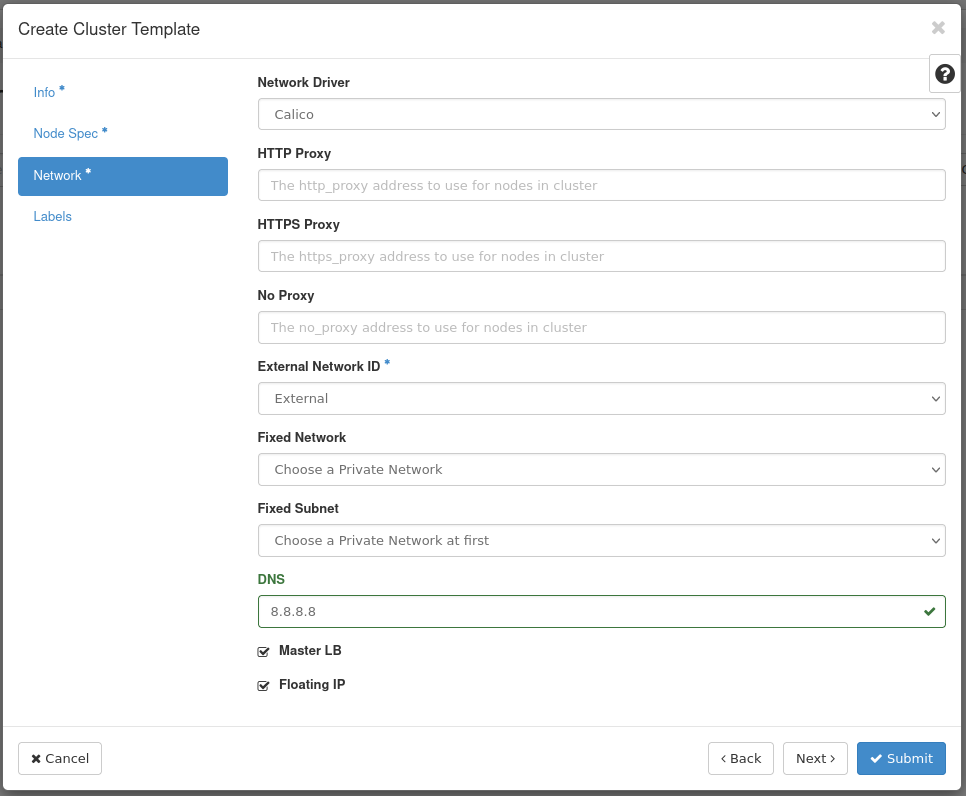 Create Cluster Template
Info *
Node Spec *
Network *
Labels
Network Driver
Calico
HTTP Proxy
The http_proxy address to use for nodes in cluster
HTTPS Proxy
The https_proxy address to use for nodes in cluster
No Proxy
The no_proxy address to use for nodes in cluster
External Network ID *
External
Fixed Network
Choose a Private Network
Fixed Subnet
Choose a Private Network at first
DNS
8.8.8.8
Master LB
Floating IP
Cancel
Back
Next
Submit